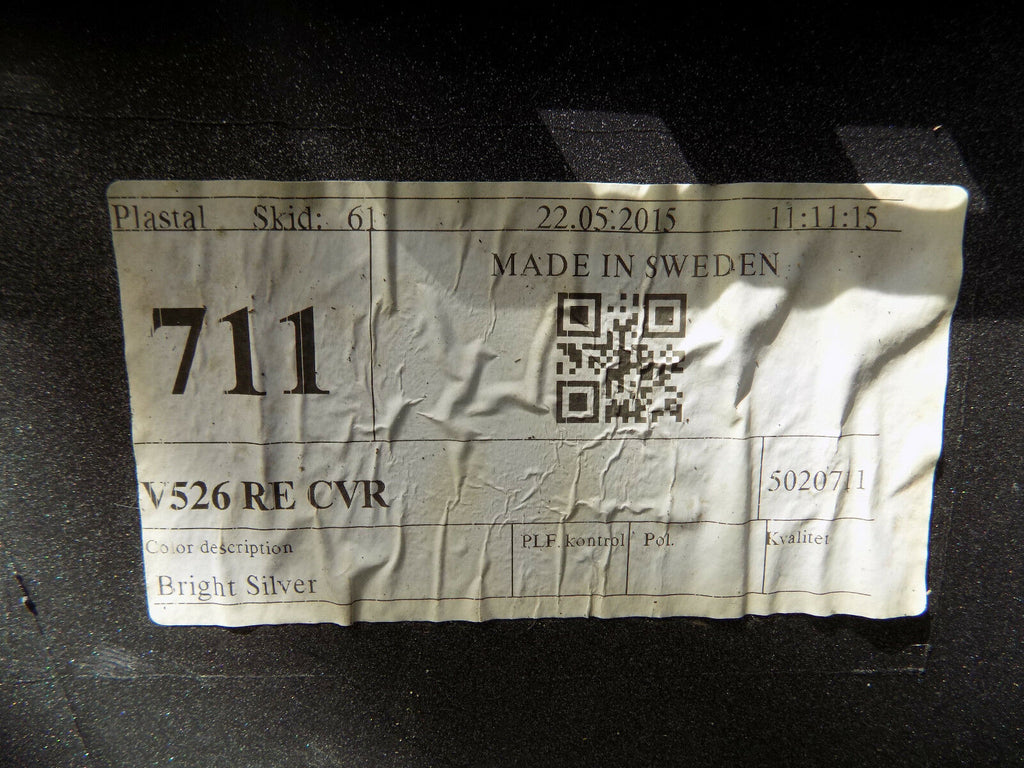 Plastal Skid: 61 22.05.2015 11:11:15
MADE IN SWEDEN
711
V526 RE CVR 5020711
Color description PLF. kontrol Pol. Kvalitet
Bright Silver